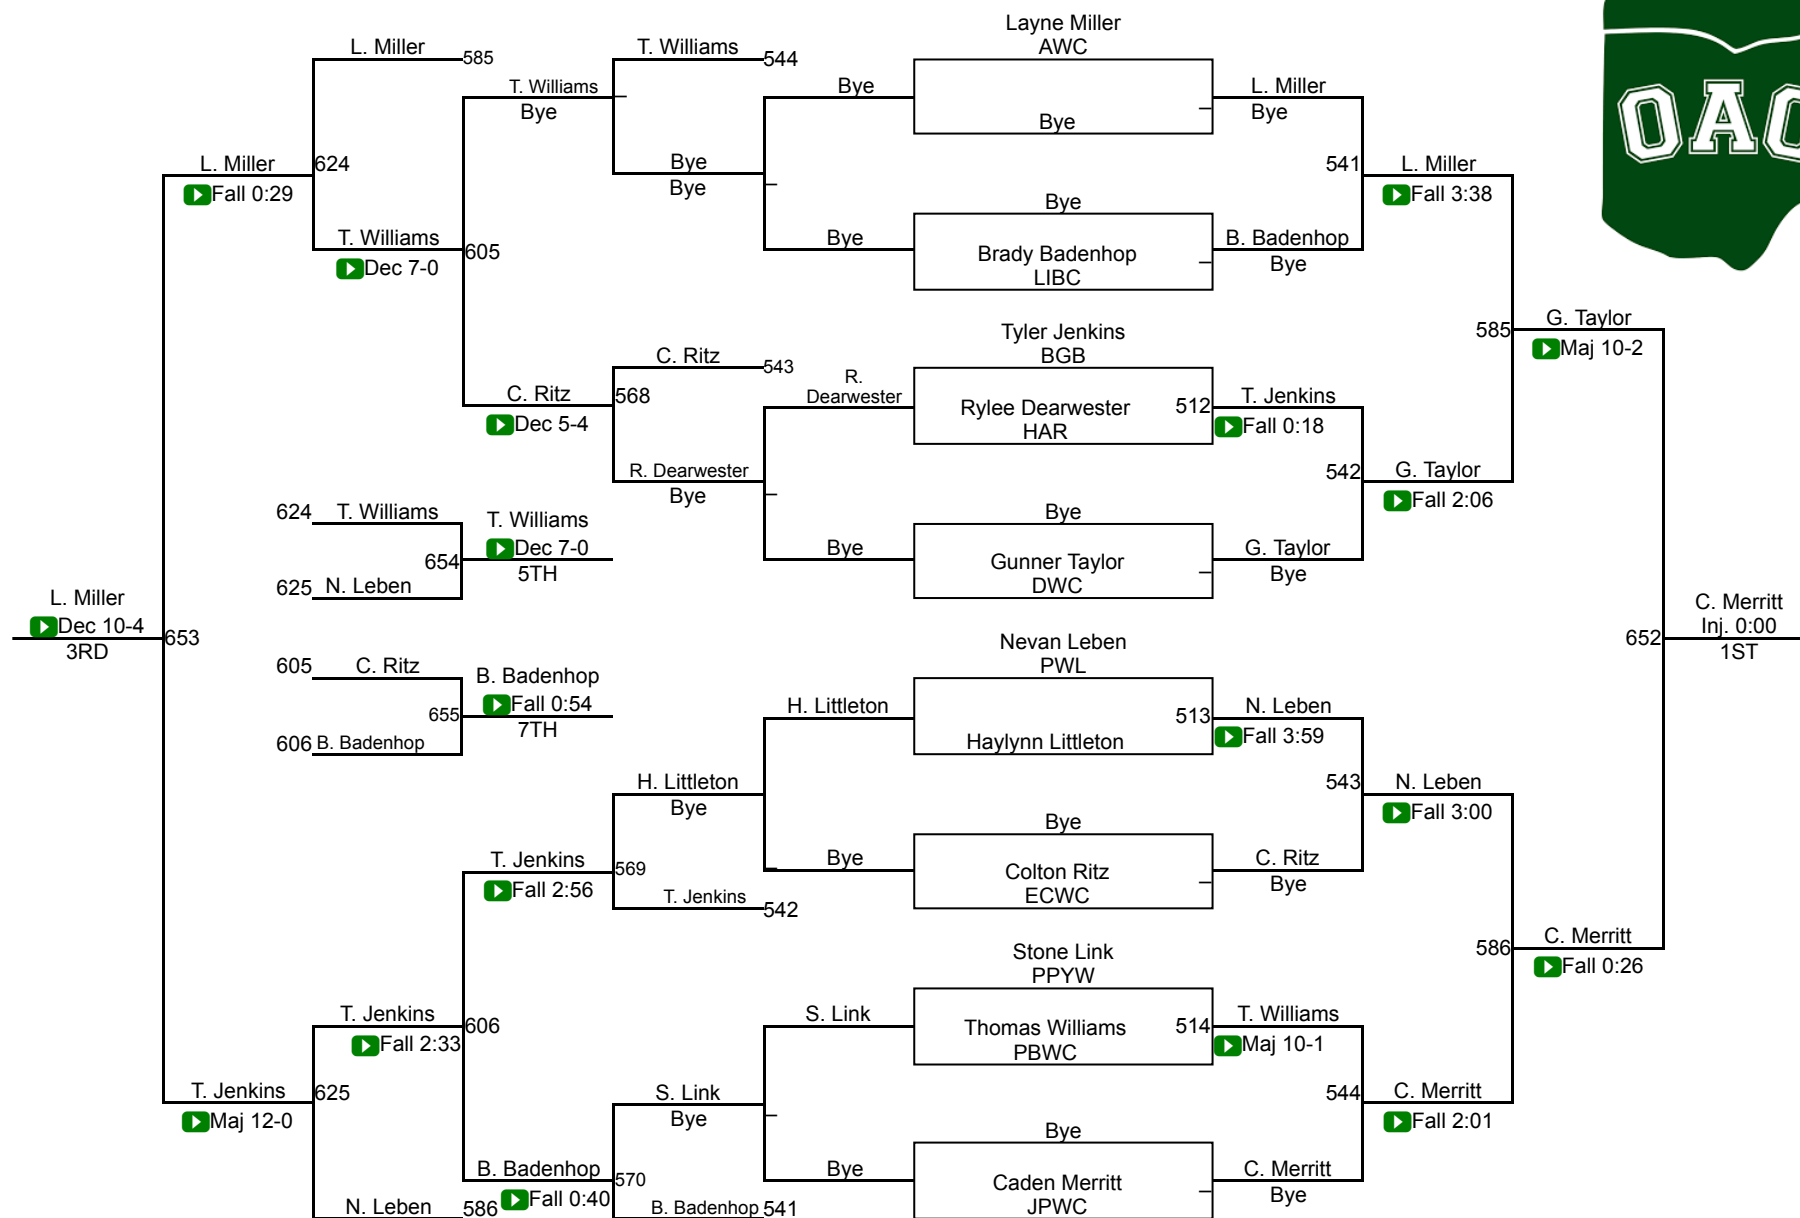 Layne Miller
AWC
L. Miller
585
T. Williams
544
T. Williams
Bye
Bye
Bye
L. Miller
Bye
OAC
L. Miller
624
Fall 0:29
Bye
Bye
541
L. Miller
Fall 3:38
T. Williams
605
Dec 7-0
Bye
Bye
Brady Badenhop
LIBC
B. Badenhop
Bye
585
G. Taylor
Maj 10-2
Tyler Jenkins
BGB
C. Ritz
543
C. Ritz
568
Dec 5-4
R.
Dearwester
Rylee Dearwester
HAR
512
T. Jenkins
Fall 0:18
R. Dearwester
Bye
542
G. Taylor
Fall 2:06
624
T. Williams
625
N. Leben
654
T. Williams
Dec 7-0
5TH
Bye
Bye
Gunner Taylor
DWC
G. Taylor
Bye
L. Miller
Dec 10-4
3RD
653
652
C. Merritt
Inj. 0:00
1ST
605
C. Ritz
606
B. Badenhop
655
B. Badenhop
Fall 0:54
7TH
Nevan Leben
PWL
H. Littleton
Haylynn Littleton
513
N. Leben
Fall 3:59
H. Littleton
Bye
543
N. Leben
Fall 3:00
T. Jenkins
569
Fall 2:56
T. Jenkins
542
Bye
Bye
Colton Ritz
ECWC
C. Ritz
Bye
586
C. Merritt
Fall 0:26
Stone Link
PPYW
T. Jenkins
606
Fall 2:33
S. Link
Thomas Williams
PBWC
514
T. Williams
Maj 10-1
T. Jenkins
625
Maj 12-0
S. Link
Bye
544
C. Merritt
Fall 2:01
B. Badenhop
570
Fall 0:40
Bye
Bye
Caden Merritt
JPWC
C. Merritt
Bye
N. Leben
586
B. Badenhop
541